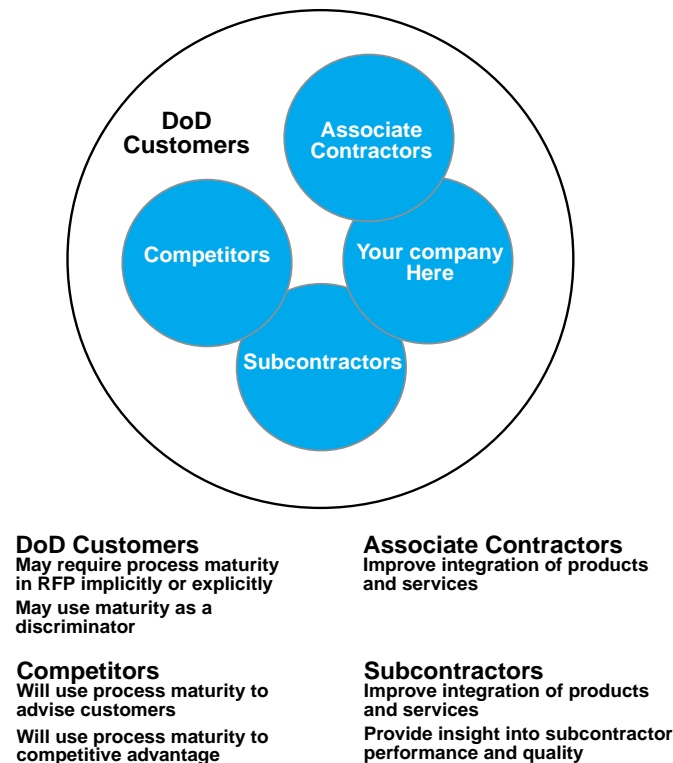 DoD
Customers
Associate
Contractors
Competitors
Your company
Here
Subcontractors
DoD Customers
May require process maturity
in RFP implicitly or explicitly
May use maturity as a
discriminator
Associate Contractors
Improve integration of products
and services
Competitors
Will use process maturity to
advise customers
Will use process maturity to
competitive advantage
Subcontractors
Improve integration of products
and services
Provide insight into subcontractor
performance and quality